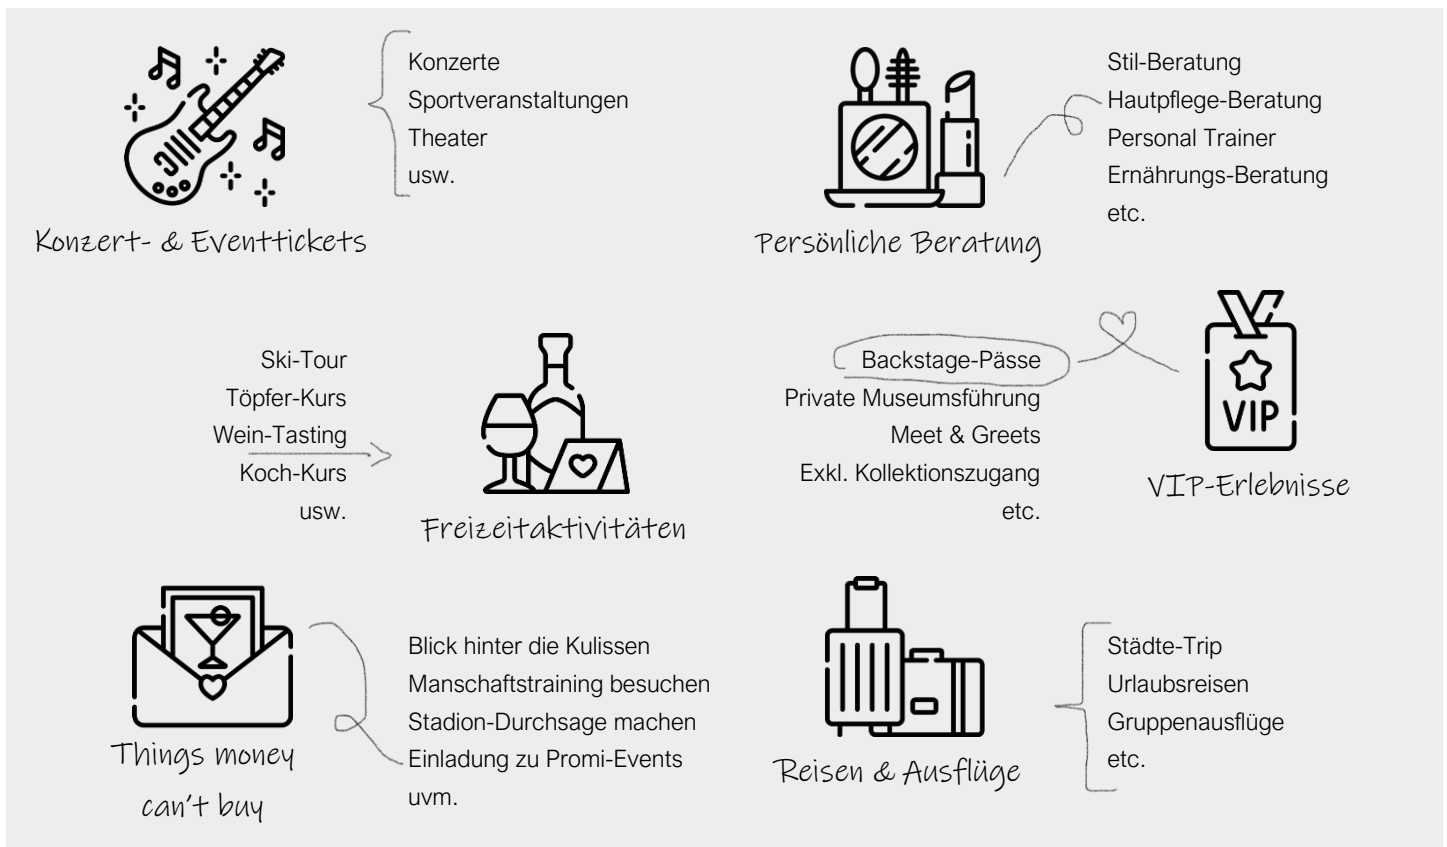 Konzerte
Sportveranstaltungen
Theater
usw.
Konzert- & Eventtickets
Stil-Beratung
Hautpflege-Beratung
Personal Trainer
Ernährungs-Beratung
etc.
Persönliche Beratung
Ski-Tour
Töpfer-Kurs
Wein-Tasting
Koch-Kurs
usw.
Freizeitaktivitäten
Backstage-Pässe
Private Museumsführung
Meet & Greets
Exkl. Kollektionszugang
etc.
VIP
VIP-Erlebnisse
Things money
can't buy
Blick hinter die Kulissen
Manschaftstraining besuchen
Stadion-Durchsage machen
Einladung zu Promi-Events
uvm.
Reisen & Ausflüge
Städte-Trip
Urlaubsreisen
Gruppenausflüge
etc.